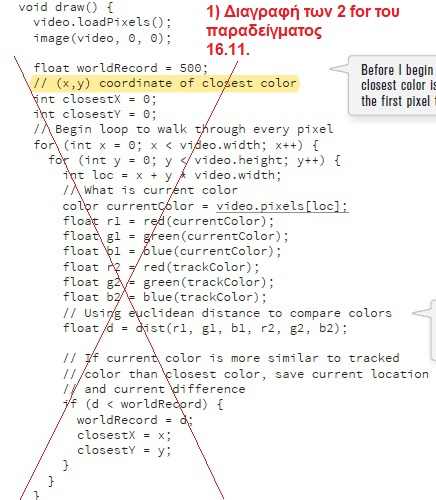 void draw() {
video.loadPixels();
image(video, 0, 0);
1) Διαγραφή των 2 for του
παραδείγματος
16.11.
float worldRecord = 500;
// (x,y) coordinate of closest color
int closestX = 0;
int closestY = 0;
// Begin loop to walk through every pixel
for (int x = 0; x < video.width; x++) {
for (int y = 0; y < video.height; y++) {
int loc = x + y * video.width;
// What is current color
color currentColor = video.pixels[loc];
float r1 = red(currentColor);
float g1 = green(currentColor);
float b1 = blue(currentColor);
float r2 = red(trackColor);
float g2 = green(trackColor);
float b2 = blue(trackColor);
// Using euclidean distance to compare colors
float d = dist(r1, g1, b1, r2, g2, b2);
// If current color is more similar to tracked
// color than closest color, save current location
// and current difference
if (d < worldRecord) {
worldRecord = d;
closestX = x;
closestY = y;
}
}
}
Before I begin
closest color is
the first pixel